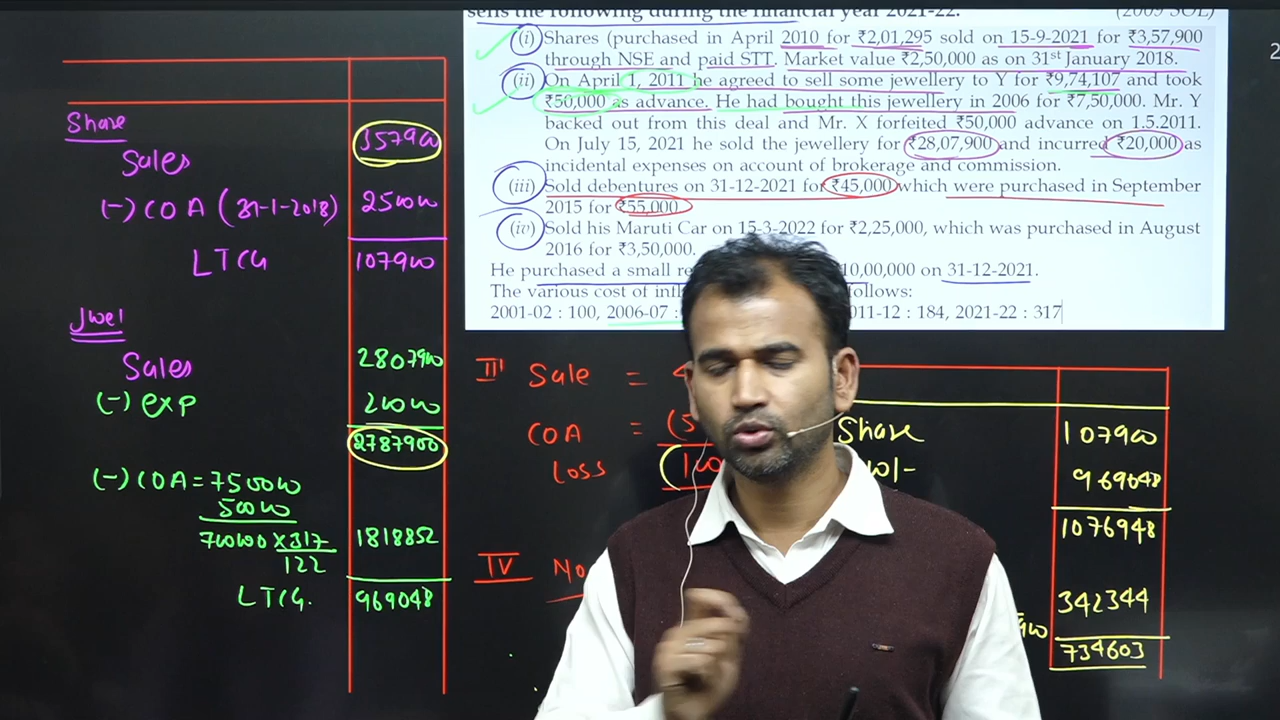 sells the following during the financial year 2021-22. (2009 SOL)
(i) Shares (purchased in April 2010 for ₹2,01,295 sold on 15-9-2021 for ₹3,57,900
through NSE and paid STT. Market value ₹2,50,000 as on 31st January 2018.
(ii) On April 1, 2011 he agreed to sell some jewellery to Y for ₹9,74,107 and took
₹50,000 as advance. He had bought this jewellery in 2006 for ₹7,50,000. Mr. Y
backed out from this deal and Mr. X forfeited ₹50,000 advance on 1.5.2011.
On July 15, 2021 he sold the jewellery for ₹28,07,900 and incurred ₹20,000 as
incidental expenses on account of brokerage and commission.
(iii) Sold debentures on 31-12-2021 for ₹45,000 which were purchased in September
2015 for ₹55,000.
(iv) Sold his Maruti Car on 15-3-2022 for ₹2,25,000, which was purchased in August
2016 for ₹3,50,000.
He purchased a small 10,00,000 on 31-12-2021.
The various cost of follows:
2001-02 : 100, 2006-07 : 11-12 : 184, 2021-22 : 317
Share
Sales 357900
(-) COA (31-1-2018) 250000
LTCG 107900
Jwel
Sales 2807900
(-) exp 20000
2787900
(-) COA = 750000
50000
700000 × 317 1818852
122
LTCG. 969048
III Sale =
COA = (5
Loss (100
IV No
Share 107900
969048
1076948
342344
734603